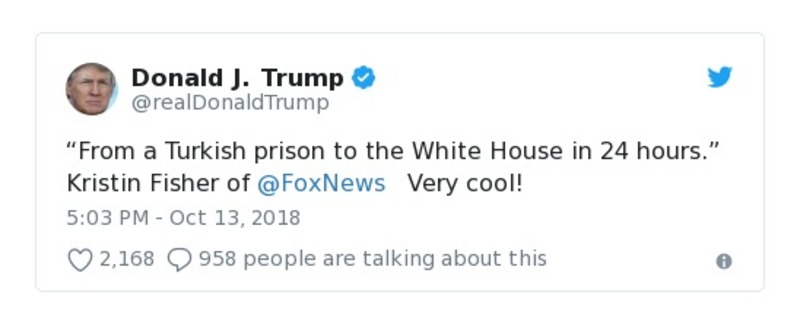 Donald J. Trump
@realDonaldTrump
“From a Turkish prison to the White House in 24 hours.”
Kristin Fisher of @FoxNews Very cool!
5:03 PM - Oct 13, 2018
2,168 958 people are talking about this